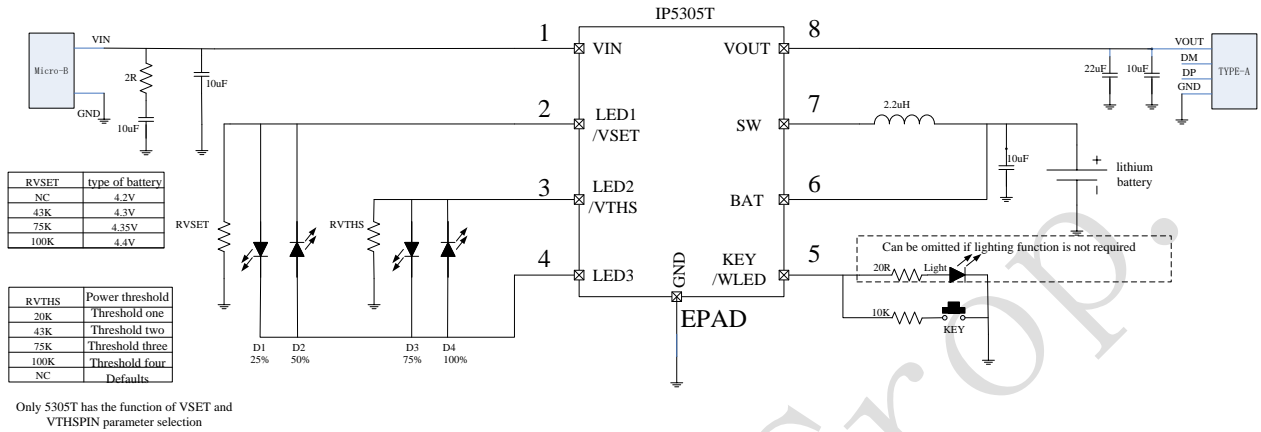 IP5305T
1
VIN
VIN
Micro-B
2R
10uF
GND
10uF
2
LED1
/VSET
3
LED2
/VTHS
4
LED3
RVSET
RVTHS
D1
25%
D2
50%
D3
75%
D4
100%
GND
EPAD
8
VOUT
VOUT
22uF
10uF
DM
DP
GND
TYPE-A
7
SW
2.2uH
10uF
+
lithium
battery
6
BAT
5
KEY
/WLED
Can be omitted if lighting function is not required
20R
Light
10K
KEY
RVSET type of battery
NC 4.2V
43K 4.3V
75K 4.35V
100K 4.4V
RVTHS Power threshold
20K Threshold one
43K Threshold two
75K Threshold three
100K Threshold four
NC Defaults
Only 5305T has the function of VSET and
VTHSPIN parameter selection